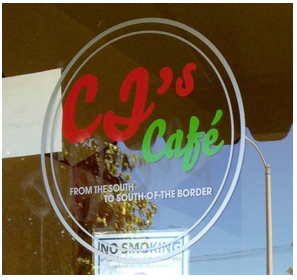 CJ's
Café
FROM THE SOUTH
TO SOUTH-OF-THE BORDER
NO SMOKING